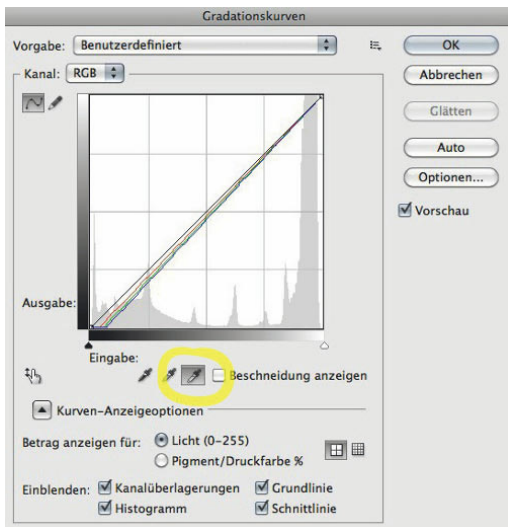 Gradationskurven
Vorgabe: Benutzerdefiniert
OK
Kanal: RGB
Abbrechen
Glätten
Auto
Optionen...
Vorschau
Ausgabe:
Eingabe:
Beschneidung anzeigen
Kurven-Anzeigeoptionen
Betrag anzeigen für: Licht (0–255)
Pigment/Druckfarbe %
Einblenden: Kanalüberlagerungen Grundlinie
Histogramm Schnittlinie